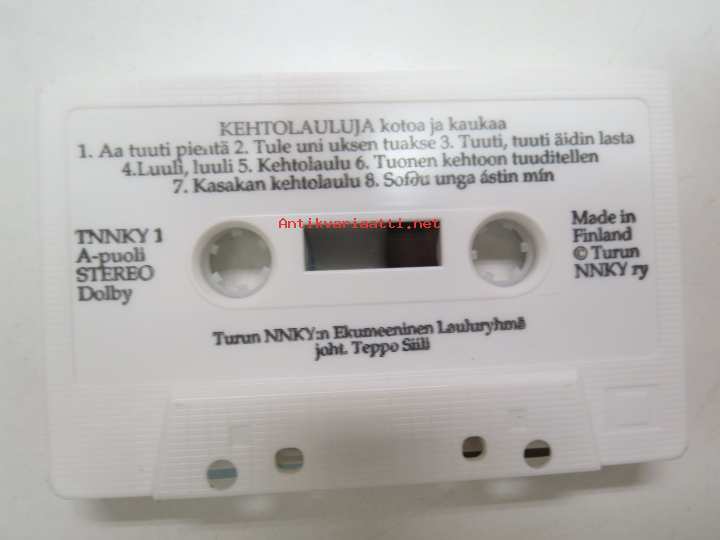 KEHTOLAULUJA kotoa ja kaukaa
1. Aa tuuti pientä 2. Tule uni uksen tuakse 3. Tuuti, tuuti äidin lasta
4.Luuli, luuli 5. Kehtolaulu 6. Tuonen kehtoon tuuditellen
7. Kasakan kehtolaulu 8. Sofðu unga ástin mín
Antikvariaatti.net
TNNKY 1
A-puoli
STEREO
Dolby
Made in
Finland
© Turun
NNKY ry
Turun NNKY:n Ekumeeninen Lauluryhmä
joht. Teppo Siili